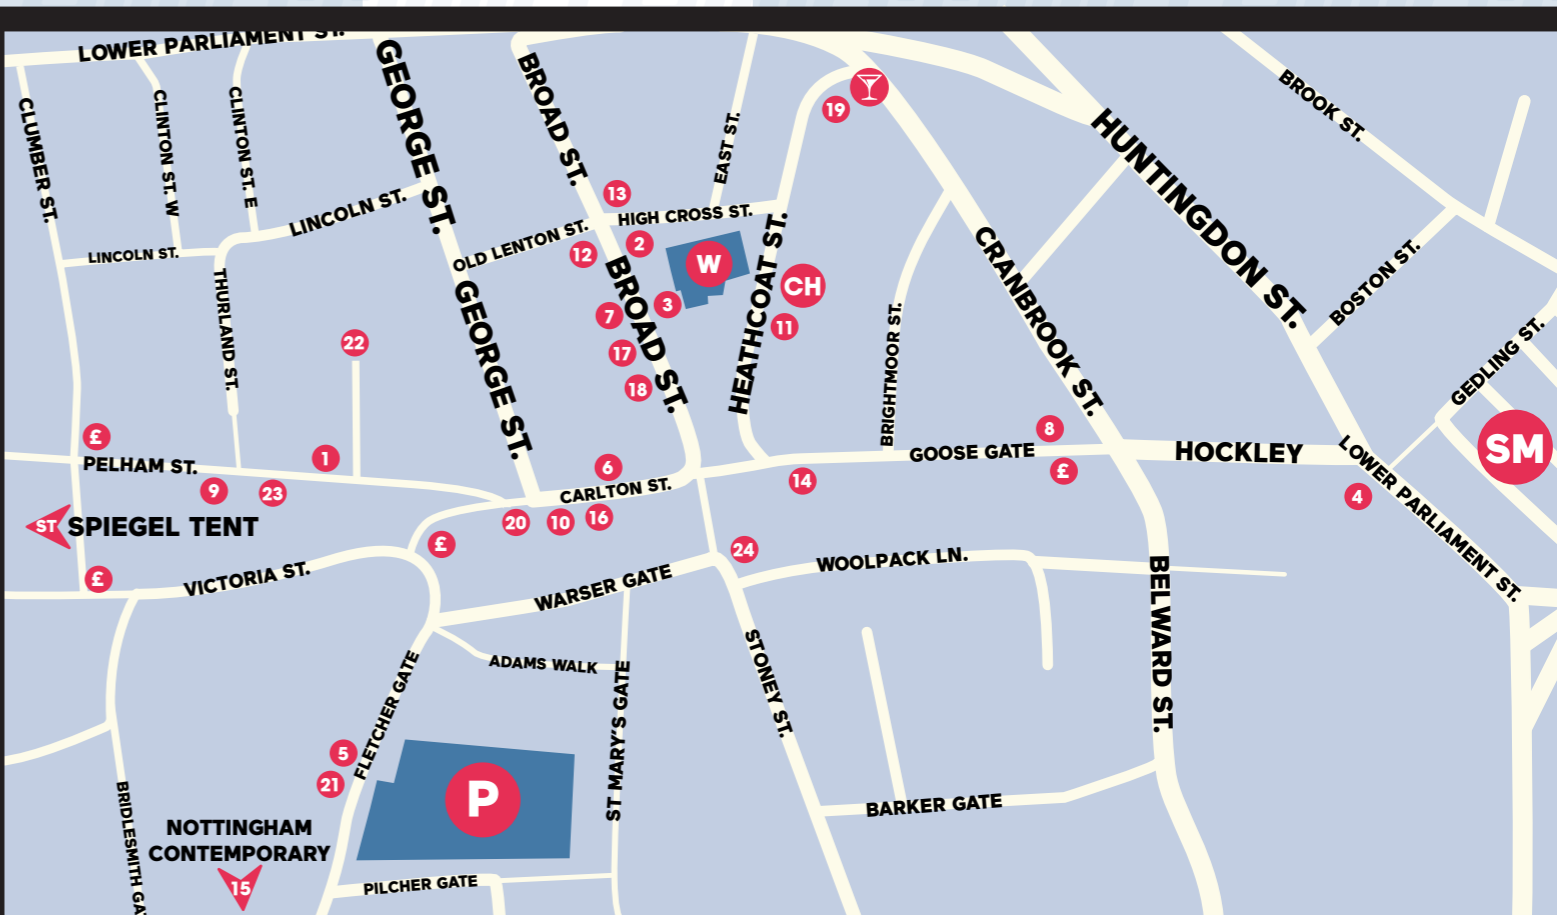 LOWER PARLIAMENT ST.
CLUMBER ST.
CLINTON ST. W
CLINTON ST. E
GEORGE ST.
BROAD ST.
EAST ST.
19
HUNTINGDON ST.
BROOK ST.
LINCOLN ST.
LINCOLN ST.
THURLAND ST.
OLD LENTON ST.
13
HIGH CROSS ST.
12
2
W
HEATHCOAT ST.
CH
11
BRIGHTMOOR ST.
CRANBROOK ST.
BOSTON ST.
GEDLING ST.
SM
22
GEORGE ST.
BROAD ST.
3
7
17
18
£
PELHAM ST.
1
9
23
6
CARLTON ST.
20
10
16
14
GOOSE GATE
8
£
HOCKLEY
4
LOWER PARLIAMENT ST.
ST
SPIEGEL TENT
£
£
VICTORIA ST.
WARSER GATE
24
WOOLPACK LN.
BELWARD ST.
ADAMS WALK
STONEY ST.
FLETCHER GATE
ST MARY'S GATE
5
21
P
BARKER GATE
BRIDLESMITH GA
NOTTINGHAM
CONTEMPORARY
15
PILCHER GATE